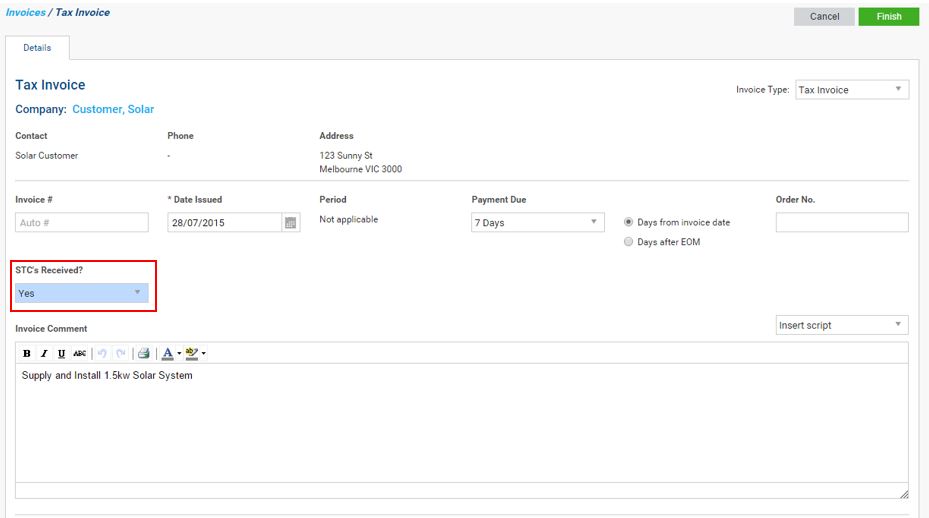 Invoices / Tax Invoice
Cancel
Finish
Details
Tax Invoice
Invoice Type:
Tax Invoice
Company: Customer, Solar
Contact
Phone
Address
Solar Customer
-
123 Sunny St
Melbourne VIC 3000
Invoice #
* Date Issued
Period
Payment Due
Order No.
Auto #
28/07/2015
Not applicable
7 Days
Days from invoice date
Days after EOM
STC's Received?
Yes
Invoice Comment
Insert script
B I U ABC A ab
Supply and Install 1.5kw Solar System